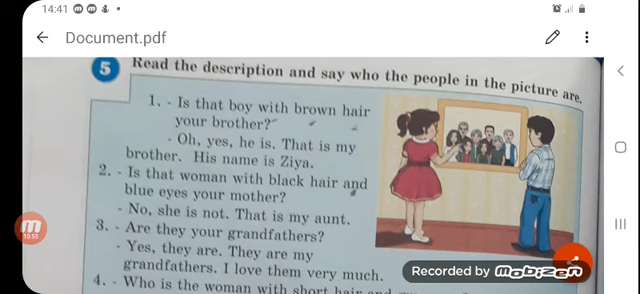 14:41
Document.pdf
5 Read the description and say who the people in the picture are.
1. - Is that boy with brown hair
your brother?
- Oh, yes, he is. That is my
brother. His name is Ziya.
2. - Is that woman with black hair and
blue eyes your mother?
- No, she is not. That is my aunt.
3. - Are they your grandfathers?
- Yes, they are. They are my
grandfathers. I love them very much.
4. - Who is the woman with short hair and
Recorded by mobizen